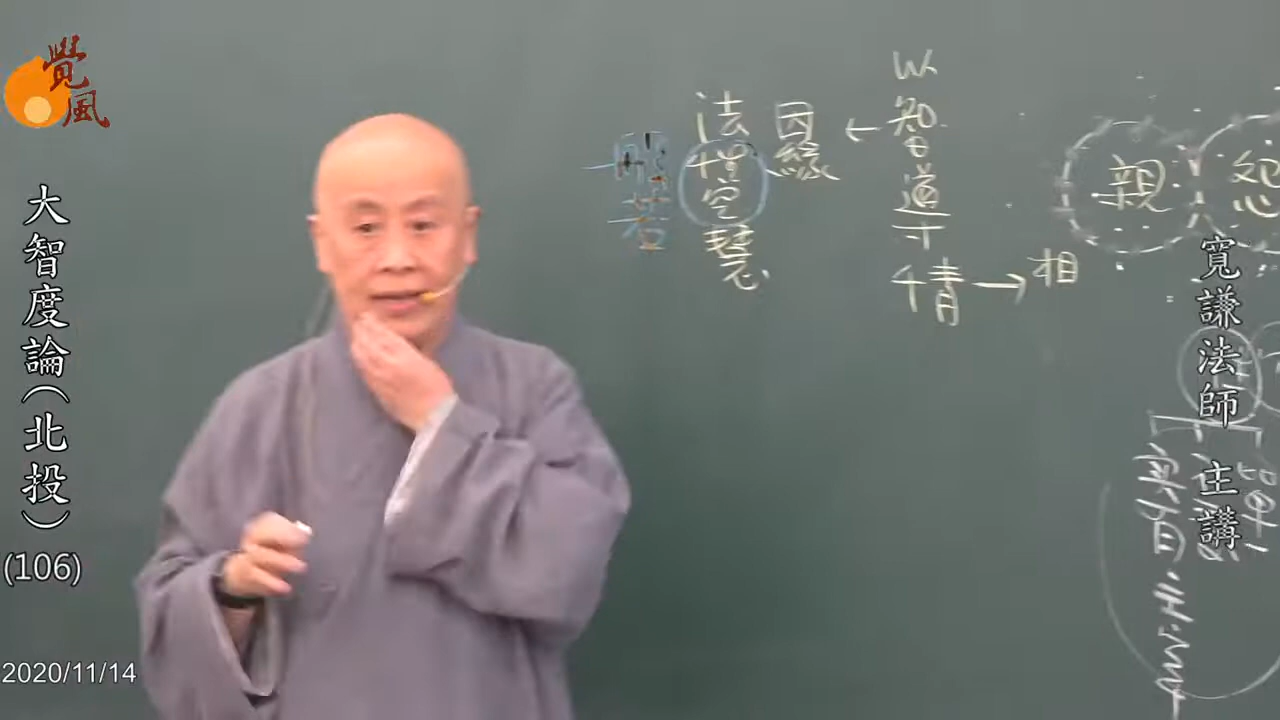 覺風
大智度論（北投）
(106)
2020/11/14
般若
法性空慧
因緣
←
以智導情→相
親
怨
寬謙法師 主講